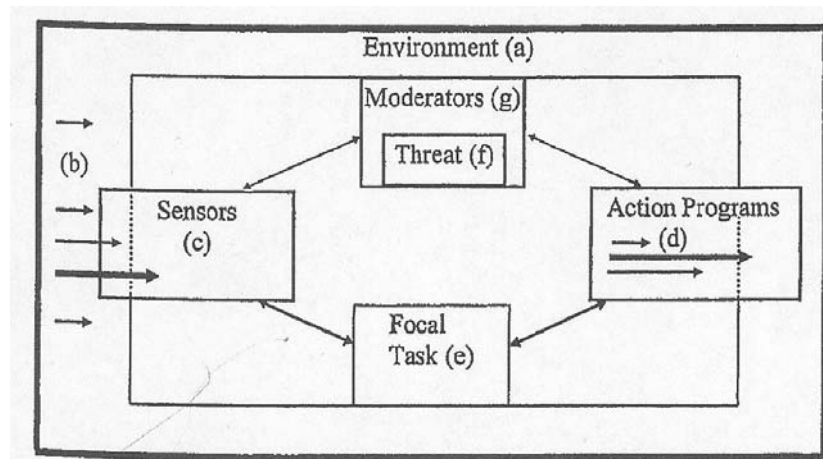 Environment (a)
Moderators (g)
Threat (f)
(b)
Sensors
(c)
Action Programs
(d)
Focal
Task (e)